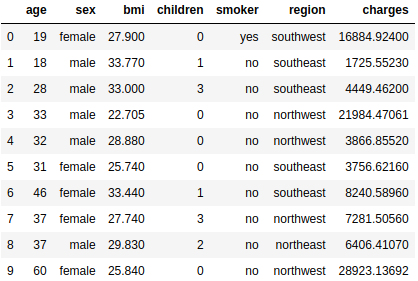 age sex bmi children smoker region charges
0 19 female 27.900 0 yes southwest 16884.92400
1 18 male 33.770 1 no southeast 1725.55230
2 28 male 33.000 3 no southeast 4449.46200
3 33 male 22.705 0 no northwest 21984.47061
4 32 male 28.880 0 no northwest 3866.85520
5 31 female 25.740 0 no southeast 3756.62160
6 46 female 33.440 1 no southeast 8240.58960
7 37 female 27.740 3 no northwest 7281.50560
8 37 male 29.830 2 no northeast 6406.41070
9 60 female 25.840 0 no northwest 28923.13692